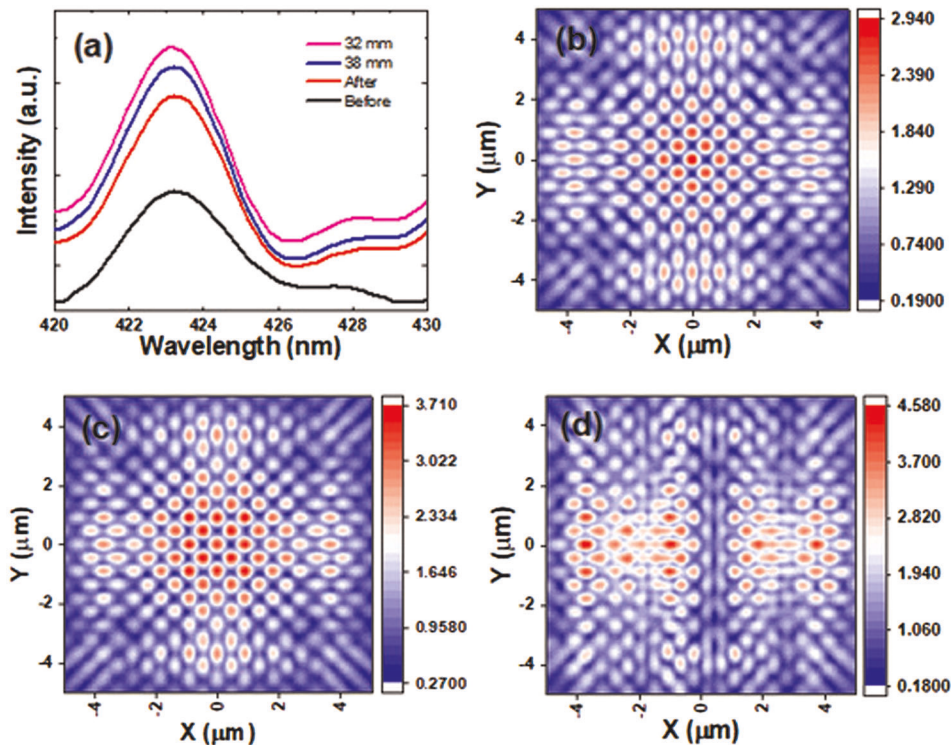 (a)
32 mm
38 mm
After
Before
Intensity (a.u.)
420 422 424 426 428 430
Wavelength (nm)
(b)
Y (μm)
4
2
0
-2
-4
-4 -2 0 2 4
X (μm)
2.940
2.390
1.840
1.290
0.7400
0.1900
(c)
Y (μm)
4
2
0
-2
-4
-4 -2 0 2 4
X (μm)
3.710
3.022
2.334
1.646
0.9580
0.2700
(d)
Y (μm)
4
2
0
-2
-4
-4 -2 0 2 4
X (μm)
4.580
3.700
2.820
1.940
1.060
0.1800